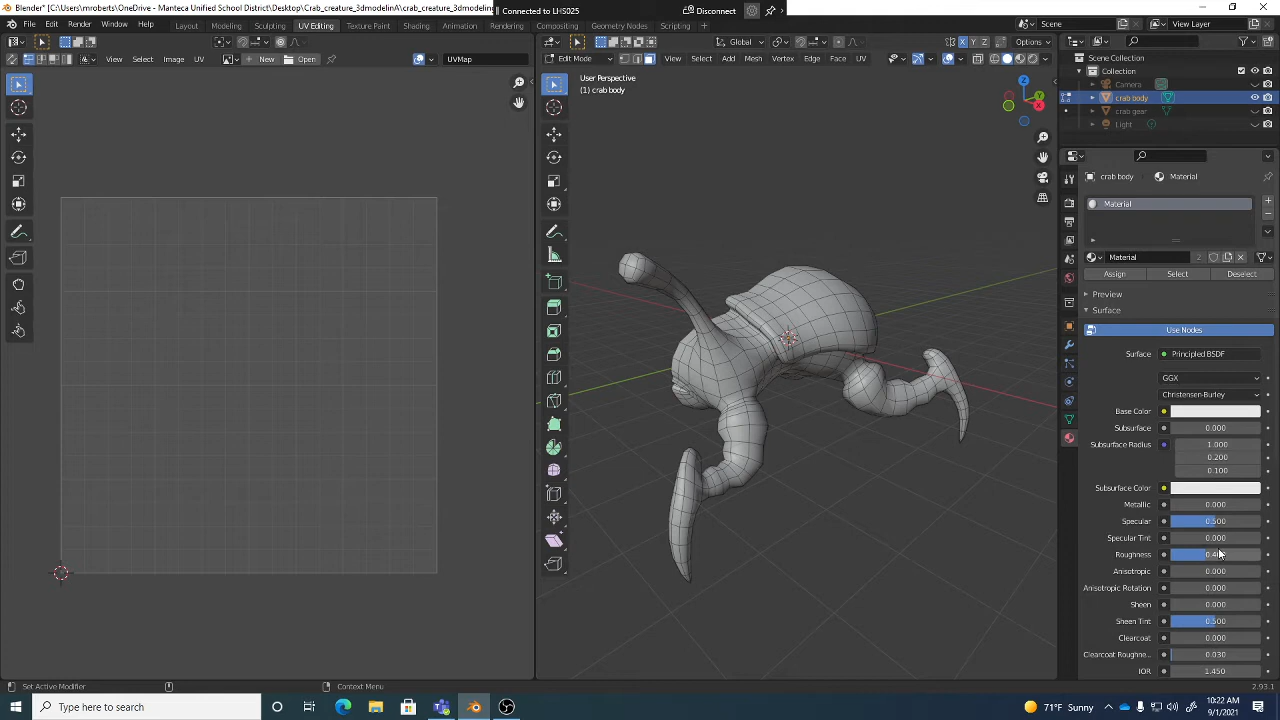 Blender* [C:\Users\mroberts\OneDrive - Manteca Unified School District\Desktop\Crab_creature_3dmodelinA\crab_creature_3dmodelin
Connected to LHS025
Disconnect
File Edit Render Window Help
Layout Modeling Sculpting UV Editing Texture Paint
Compositing Geometry Nodes Scripting
Scene
View Layer
View Select Image UV
New
Open
UVMap
Global
Options
Edit Mode
View Select Add Mesh Vertex Edge Face UV
Scene Collection
Collection
Camera
crab body
crab gear
Light
User Perspective
(1) crab body
X Y Z
Z
Y
X
crab body
Material
Material
Material
2
Assign
Select
Deselect
Preview
Surface
Use Nodes
Surface
Principled BSDF
GGX
Christensen-Burley
Base Color
Subsurface
0.000
Subsurface Radius
1.000
0.200
0.100
Subsurface Color
Metallic
0.000
Specular
0.500
Specular Tint
0.000
Roughness
Anisotropic
0.000
Anisotropic Rotation
0.000
Sheen
0.000
Sheen Tint
0.500
Clearcoat
0.000
Clearcoat Roughne...
0.030
IOR
1.450
Set Active Modifier
Context Menu
2.93.1
Type here to search
71°F Sunny
10:22 AM
9/1/2021